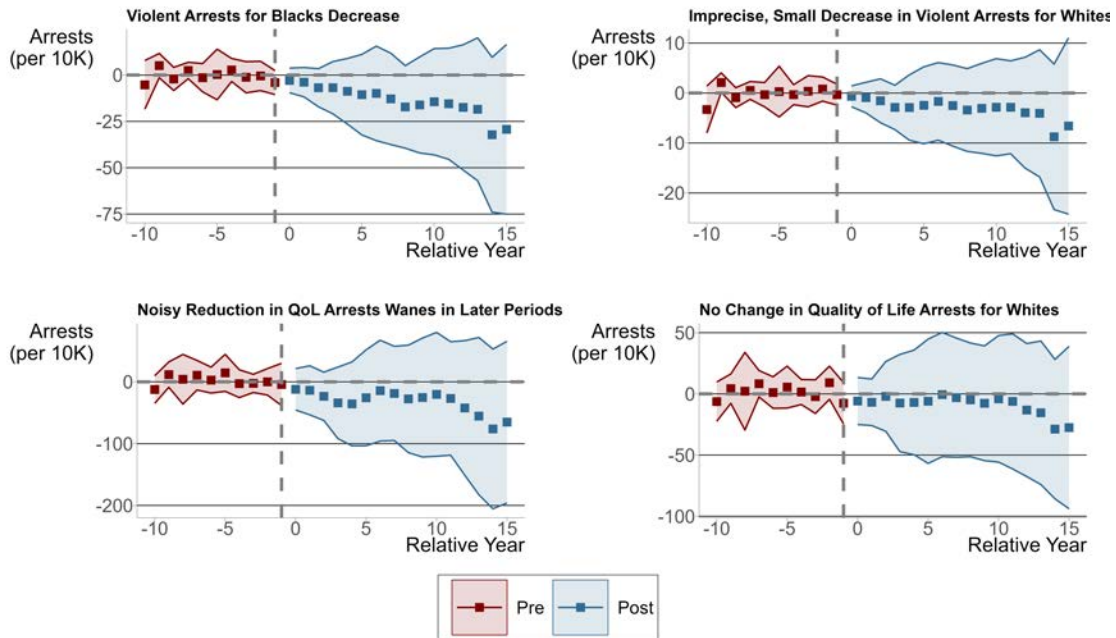 Violent Arrests for Blacks Decrease
Arrests
(per 10K)
0
-25
-50
-75
-10 -5 0 5 10 15
Relative Year
Imprecise, Small Decrease in Violent Arrests for Whites
Arrests
(per 10K)
10
0
-10
-20
-10 -5 0 5 10 15
Relative Year
Noisy Reduction in QoL Arrests Wanes in Later Periods
Arrests
(per 10K)
0
-100
-200
-10 -5 0 5 10 15
Relative Year
No Change in Quality of Life Arrests for Whites
Arrests
(per 10K)
50
0
-50
-100
-10 -5 0 5 10 15
Relative Year
Pre Post